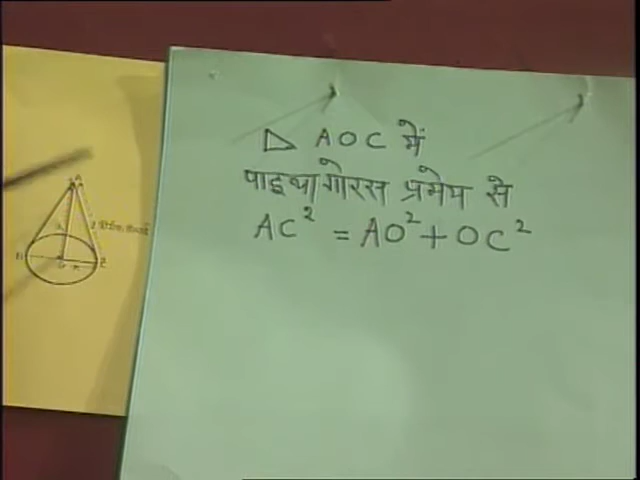 △ AOC में
पाइथागोरस प्रमेय से
AC² = AO² + OC²
A